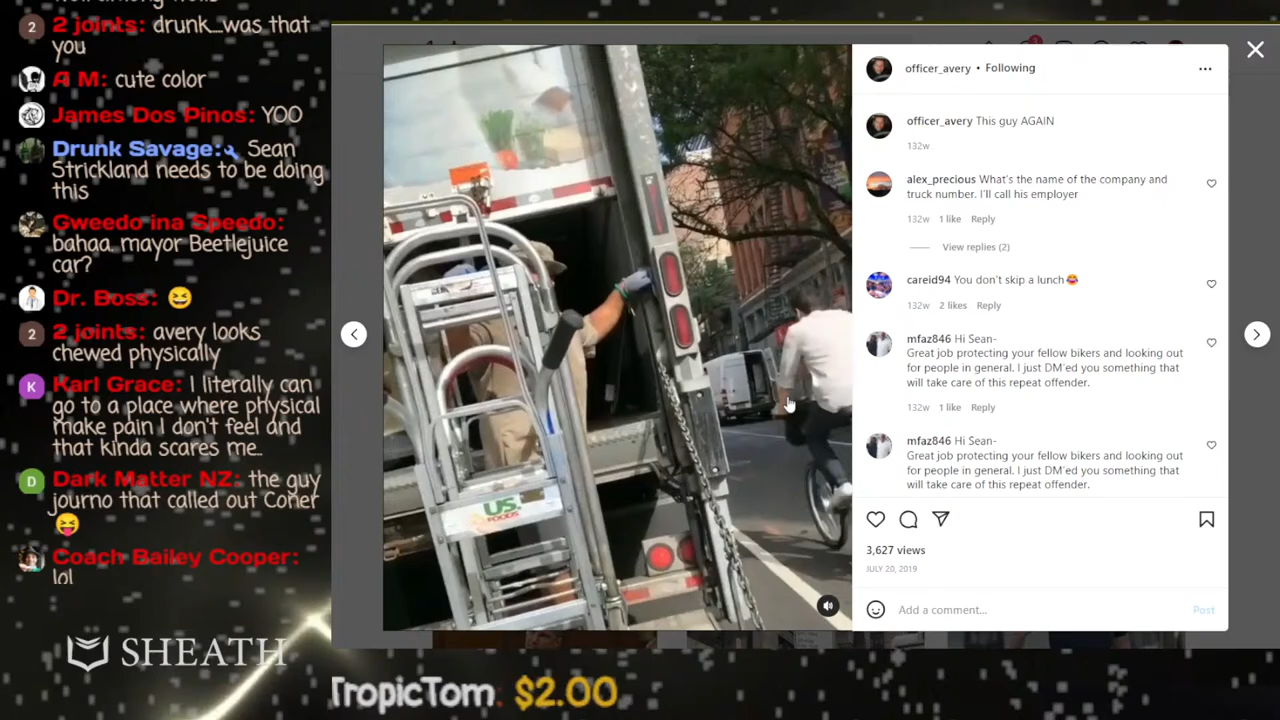 2 joints: drunk....was that
you
A M: cute color
James Dos Pinos: YOO
Drunk Savage: Sean
Strickland needs to be doing
this
Gweedo ina Speedo:
bahaa. mayor Beetlejuice
car?
Dr. Boss: 😆
2 joints: avery looks
chewed physically
Karl Grace: I literally can
go to a place where physical
make pain I don't feel and
that kinda scares me..
Dark Matter NZ: the guy
journo that called out Coner
😝
Coach Bailey Cooper:
lol
SHEATH
TropicTom. $2.00
US.
FOODS
officer_avery • Following
officer_avery This guy AGAIN
132w
alex_precious What's the name of the company and
truck number. I'll call his employer
132w 1 like Reply
View replies (2)
careid94 You don't skip a lunch😂
132w 2 likes Reply
mfaz846 Hi Sean-
Great job protecting your fellow bikers and looking out
for people in general. I just DM'ed you something that
will take care of this repeat offender.
132w 1 like Reply
mfaz846 Hi Sean-
Great job protecting your fellow bikers and looking out
for people in general. I just DM'ed you something that
will take care of this repeat offender.
3,627 views
JULY 20, 2019
Add a comment...
Post